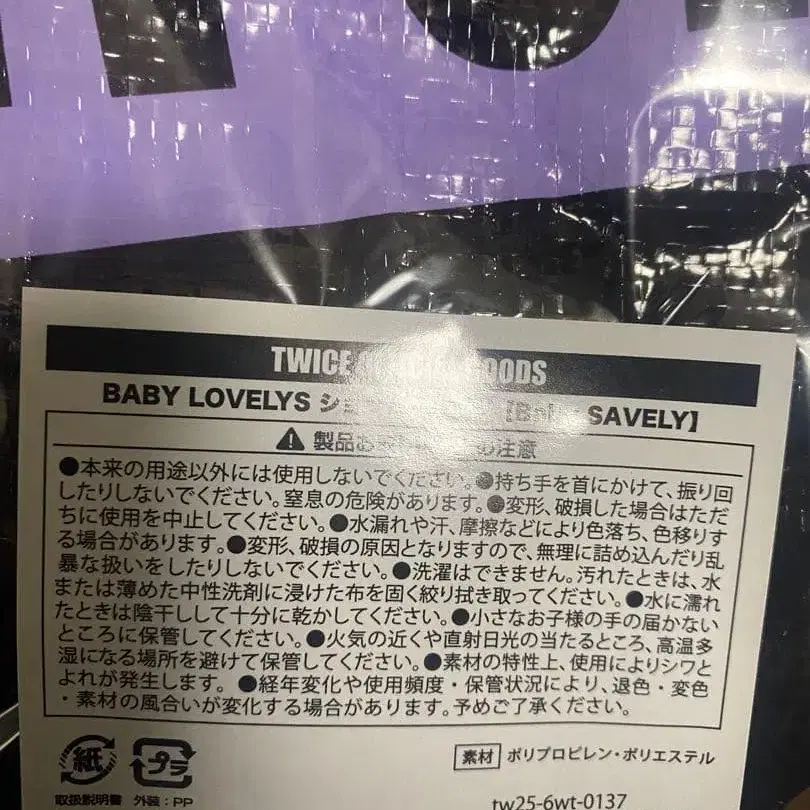 TWICE GOODS
BABY LOVELYS SAVELY】
⚠ 製品 の注意
●本来の用途以外には使用しないでください。●持ち手を首にかけて、振り回
したりしないでください。窒息の危険があります。●変形、破損した場合はただ
ちに使用を中止してください。●水漏れや汗、摩擦などにより色落ち、色移りす
る場合があります。●変形、破損の原因となりますので、無理に詰め込んだり乱
暴な扱いをしたりしないでください。●洗濯はできません。汚れたときは、水
または薄めた中性洗剤に浸けた布を固く絞り拭き取ってください。●水に濡れ
たときは陰干しして十分に乾かしてください。●小さなお子様の手の届かない
ところに保管してください。●火気の近くや直射日光の当たるところ、高温多
湿になる場所を避けて保管してください。●素材の特性上、使用によりシワと
よれが発生します。●経年変化や使用頻度・保管状況により、退色・変色
・素材の風合いが変化する場合があります。予めご了承ください。
紙 プラ 素材 ポリプロピレン・ポリエステル
取扱説明書 外装:PP tw25-6wt-0137